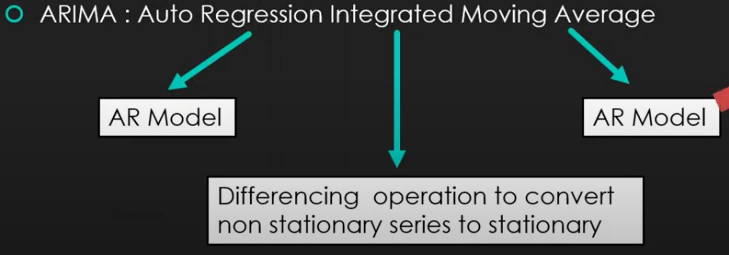 ARIMA : Auto Regression Integrated Moving Average
AR Model
AR Model
Differencing operation to convert
non stationary series to stationary